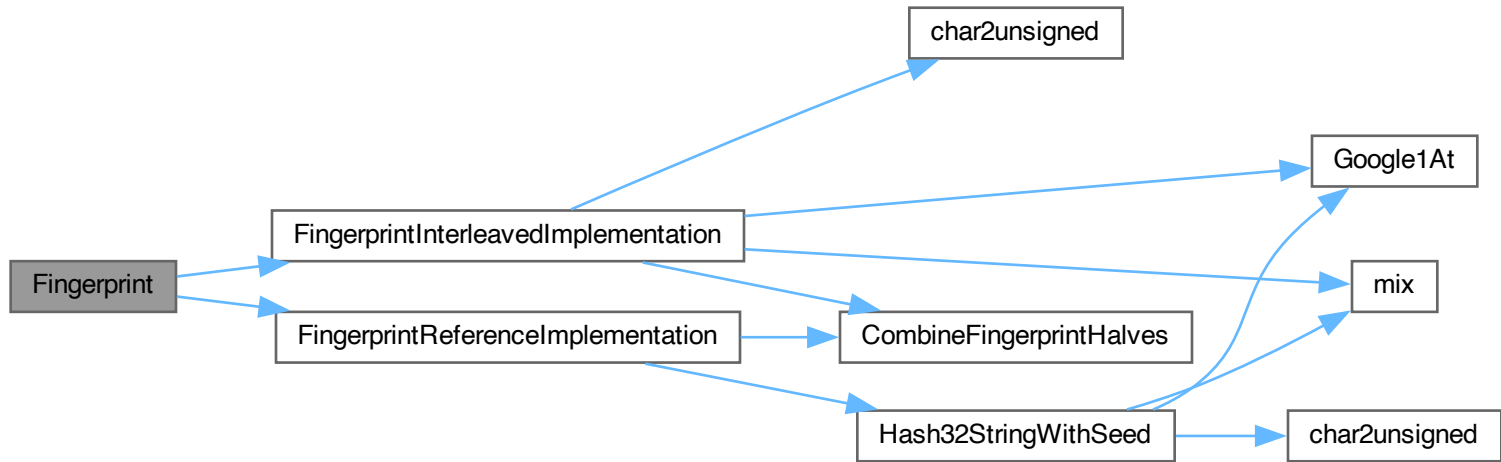 char2unsigned
Google1At
FingerprintInterleavedImplementation
Fingerprint
mix
FingerprintReferenceImplementation
CombineFingerprintHalves
Hash32StringWithSeed
char2unsigned